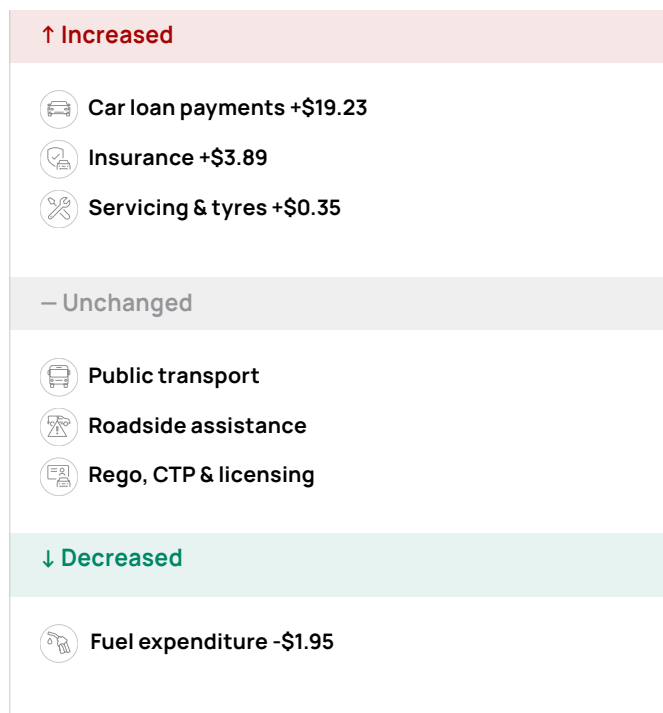 ↑ Increased
Car loan payments +$19.23
Insurance +$3.89
Servicing & tyres +$0.35
— Unchanged
Public transport
Roadside assistance
Rego, CTP & licensing
↓ Decreased
Fuel expenditure -$1.95